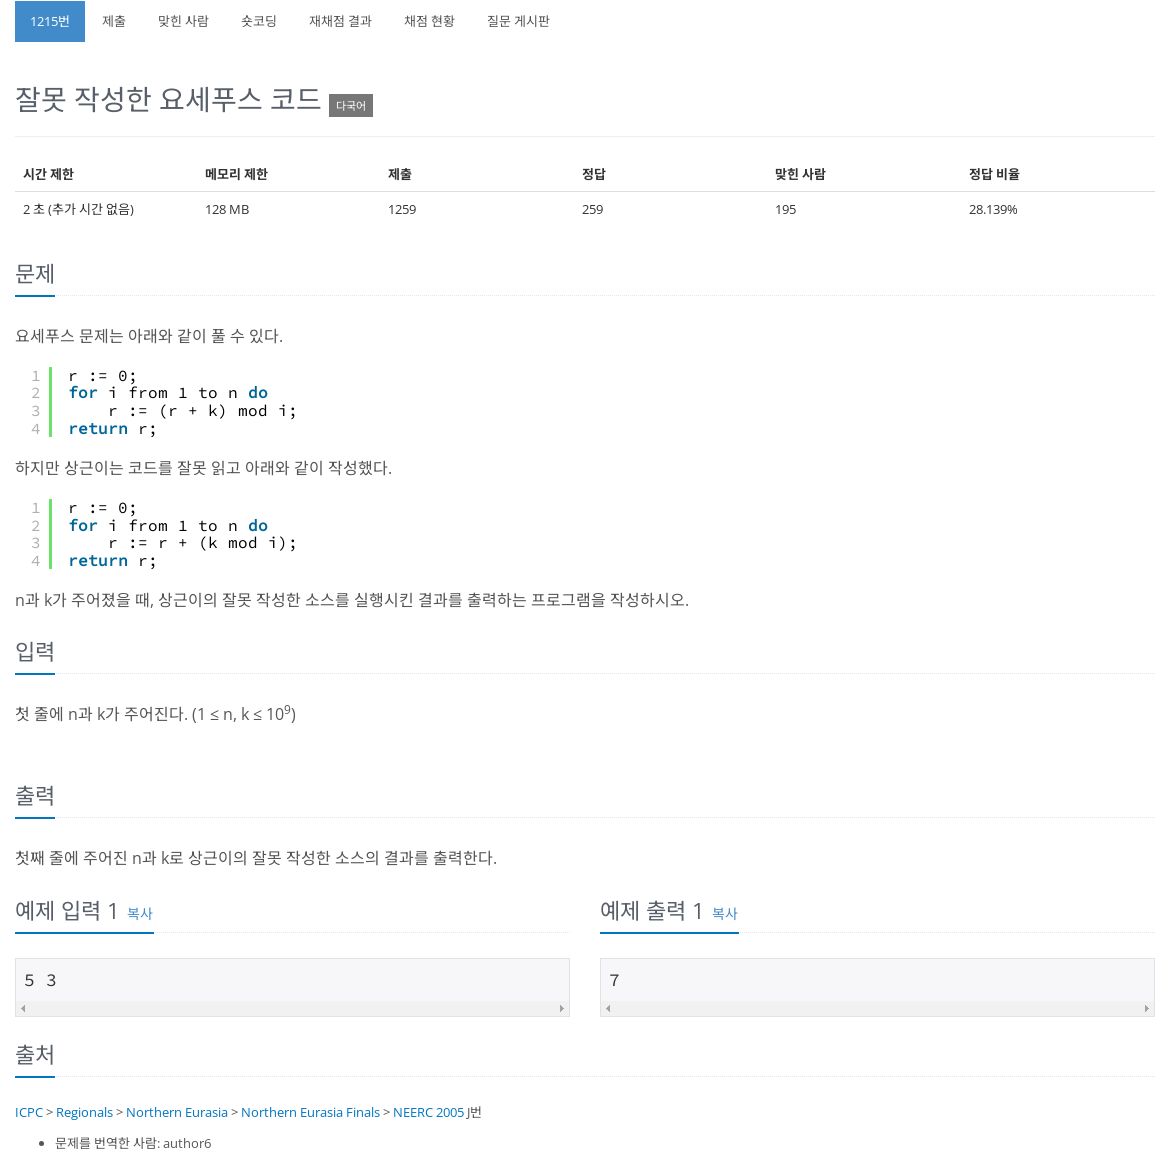 1215번 제출 맞힌 사람 숏코딩 재채점 결과 채점 현황 질문 게시판
잘못 작성한 요세푸스 코드 다국어
시간 제한 메모리 제한 제출 정답 맞힌 사람 정답 비율
2 초 (추가 시간 없음) 128 MB 1259 259 195 28.139%
문제
요세푸스 문제는 아래와 같이 풀 수 있다.
1 r := 0;
2 for i from 1 to n do
3 r := (r + k) mod i;
4 return r;
하지만 상근이는 코드를 잘못 읽고 아래와 같이 작성했다.
1 r := 0;
2 for i from 1 to n do
3 r := r + (k mod i);
4 return r;
n과 k가 주어졌을 때, 상근이의 잘못 작성한 소스를 실행시킨 결과를 출력하는 프로그램을 작성하시오.
입력
첫 줄에 n과 k가 주어진다. (1 ≤ n, k ≤ 10⁹)
출력
첫째 줄에 주어진 n과 k로 상근이의 잘못 작성한 소스의 결과를 출력한다.
예제 입력 1 복사
5 3
예제 출력 1 복사
7
출처
ICPC > Regionals > Northern Eurasia > Northern Eurasia Finals > NEERC 2005 J번
• 문제를 번역한 사람: author6